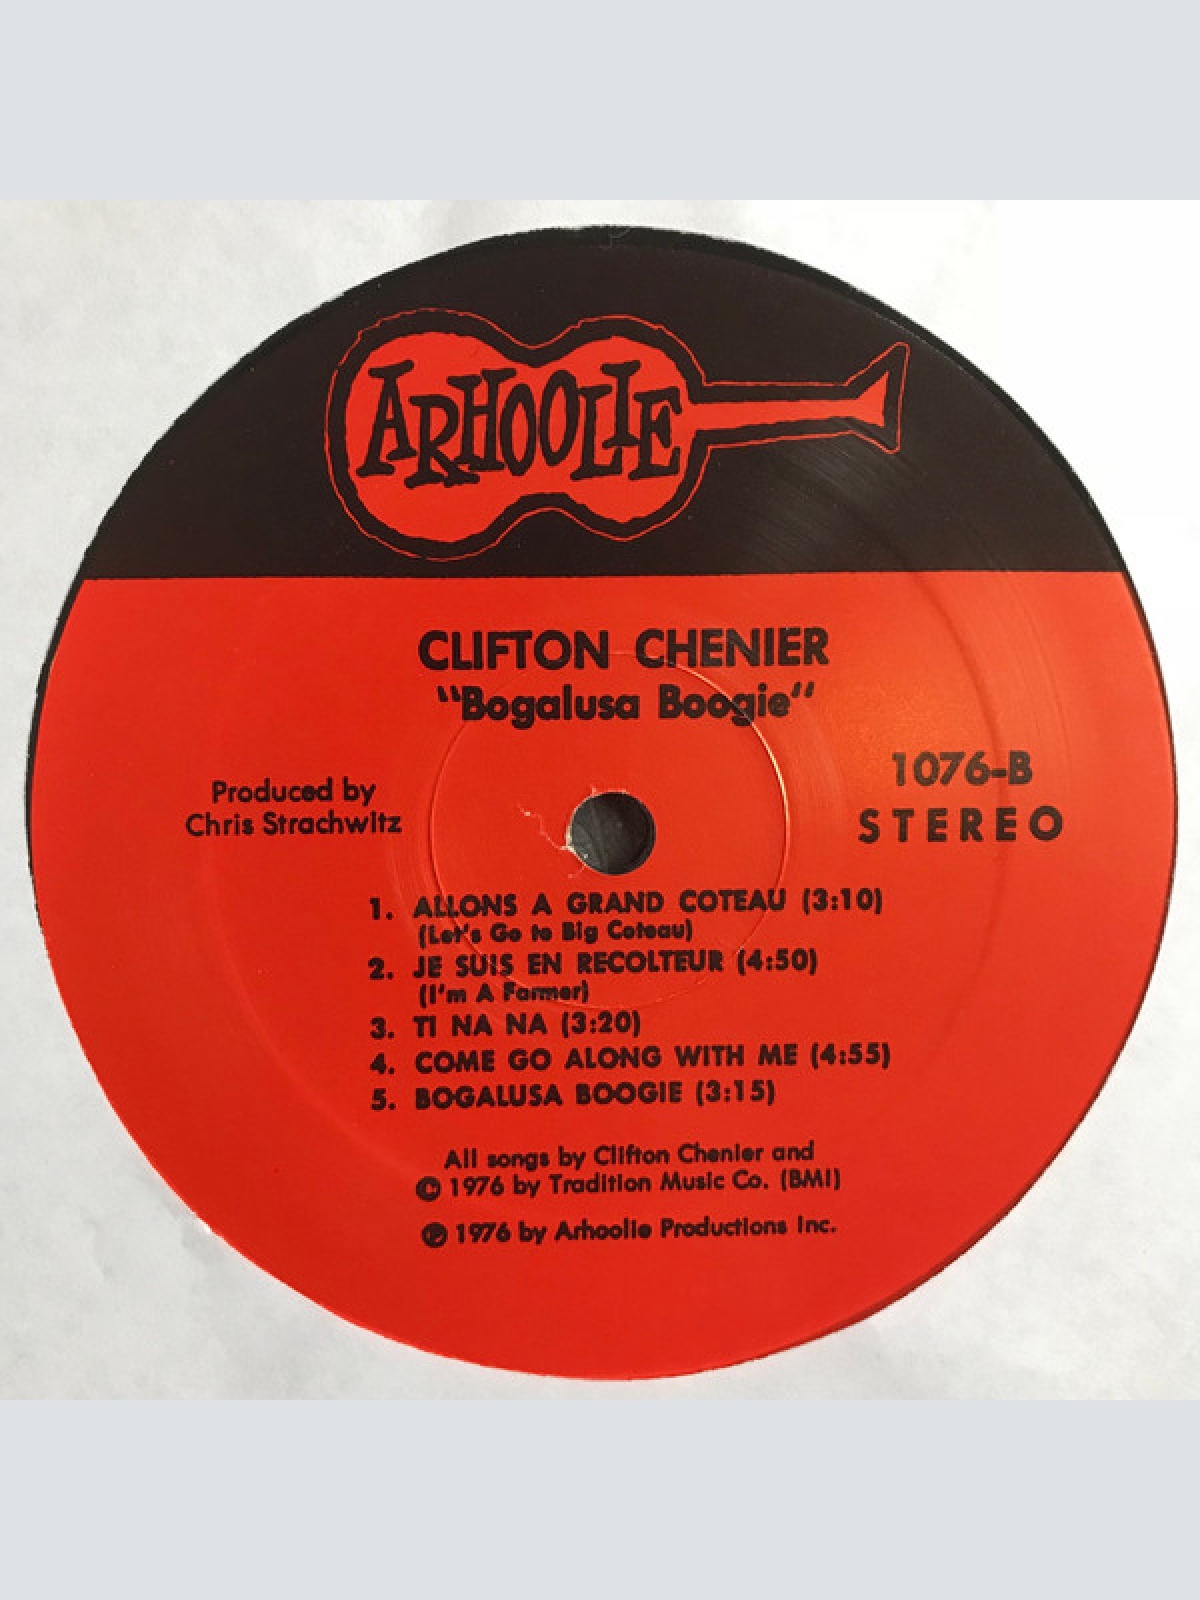 ARHOOLIE
CLIFTON CHENIER
"Bogalusa Boogie"
Produced by
Chris Strachwitz
1076-B
STEREO
1. ALLONS A GRAND COTEAU (3:10)
(Let's Go to Big Coteau)
2. JE SUIS EN RECOLTEUR (4:50)
(I'm A Farmer)
3. TI NA NA (3:20)
4. COME GO ALONG WITH ME (4:55)
5. BOGALUSA BOOGIE (3:15)
All songs by Clifton Chenier and
© 1976 by Tradition Music Co. (BMI)
℗ 1976 by Arhoolie Productions Inc.